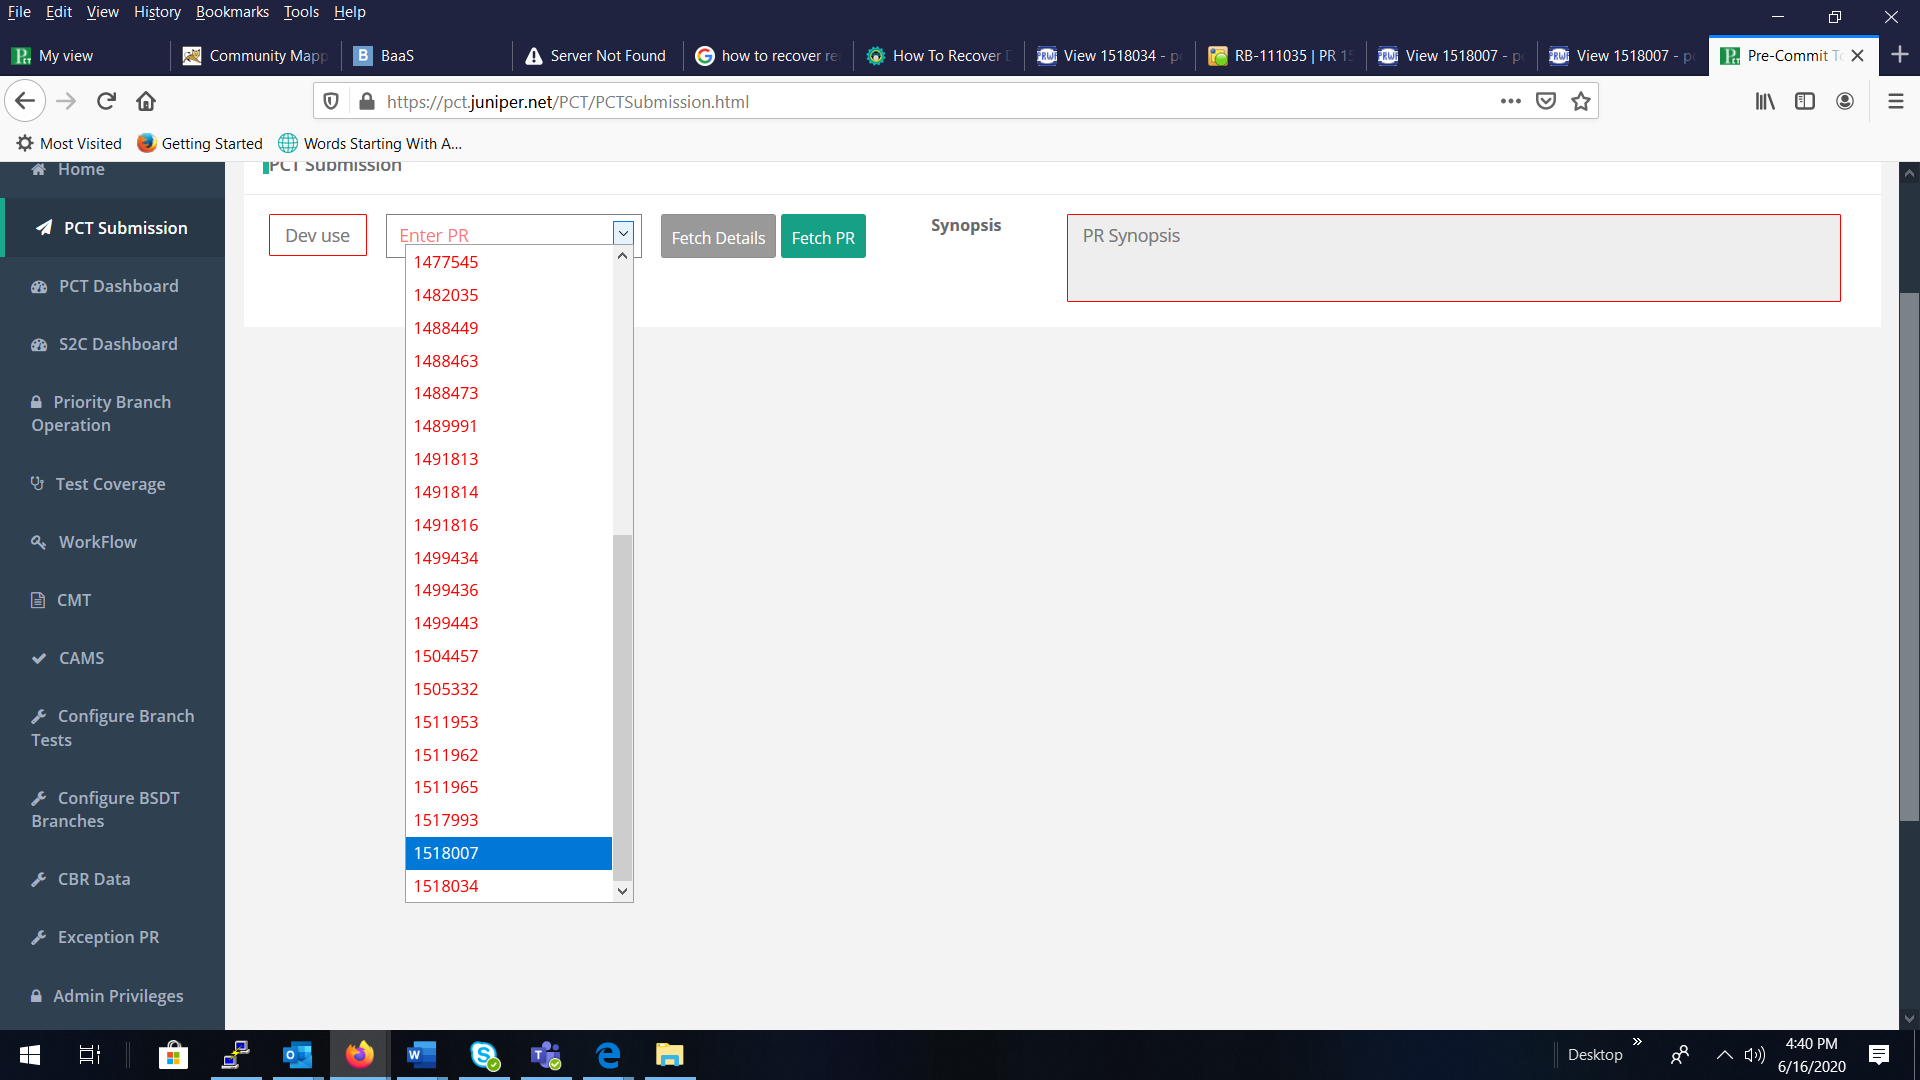 File Edit View History Bookmarks Tools Help
My view
Community Mapp
BaaS
Server Not Found
how to recover re
How To Recover D
View 1518034 - p
RB-111035 | PR 15
View 1518007 - p
View 1518007 - p
Pre-Commit To
https://pct.juniper.net/PCT/PCTSubmission.html
Most Visited Getting Started Words Starting With A...
Home
PCT Submission
PCT Dashboard
S2C Dashboard
Priority Branch
Operation
Test Coverage
WorkFlow
CMT
CAMS
Configure Branch
Tests
Configure BSDT
Branches
CBR Data
Exception PR
Admin Privileges
PCT Submission
Dev use
Enter PR
Fetch Details
Fetch PR
Synopsis
PR Synopsis
1477545
1482035
1488449
1488463
1488473
1489991
1491813
1491814
1491816
1499434
1499436
1499443
1504457
1505332
1511953
1511962
1511965
1517993
1518007
1518034
Desktop
4:40 PM
6/16/2020